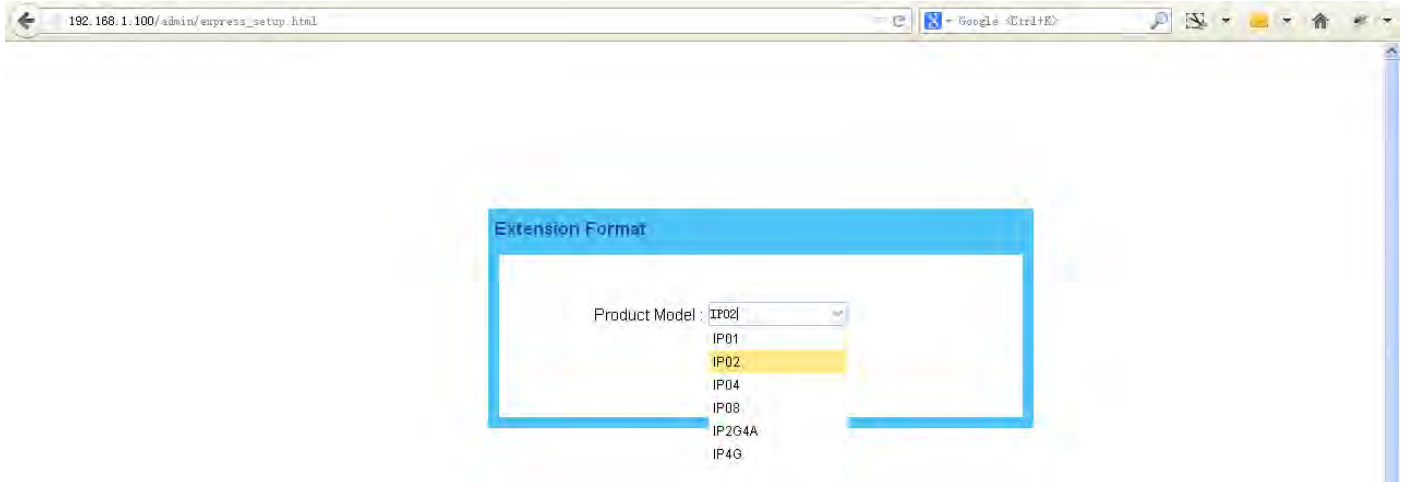 192.168.1.100/admin/express_setup.html
Google <Ctrl+K>
Extension Format
Product Model : IP02
IP01
IP02
IP04
IP08
IP2G4A
IP4G